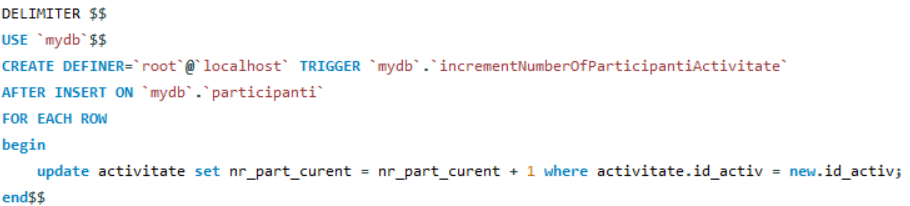 DELIMITER $$
USE `mydb`$$
CREATE DEFINER=`root`@`localhost` TRIGGER `mydb`.`incrementNumberOfParticipantiActivitate`
AFTER INSERT ON `mydb`.`participanti`
FOR EACH ROW
begin
    update activitate set nr_part_curent = nr_part_curent + 1 where activitate.id_activ = new.id_activ;
end$$